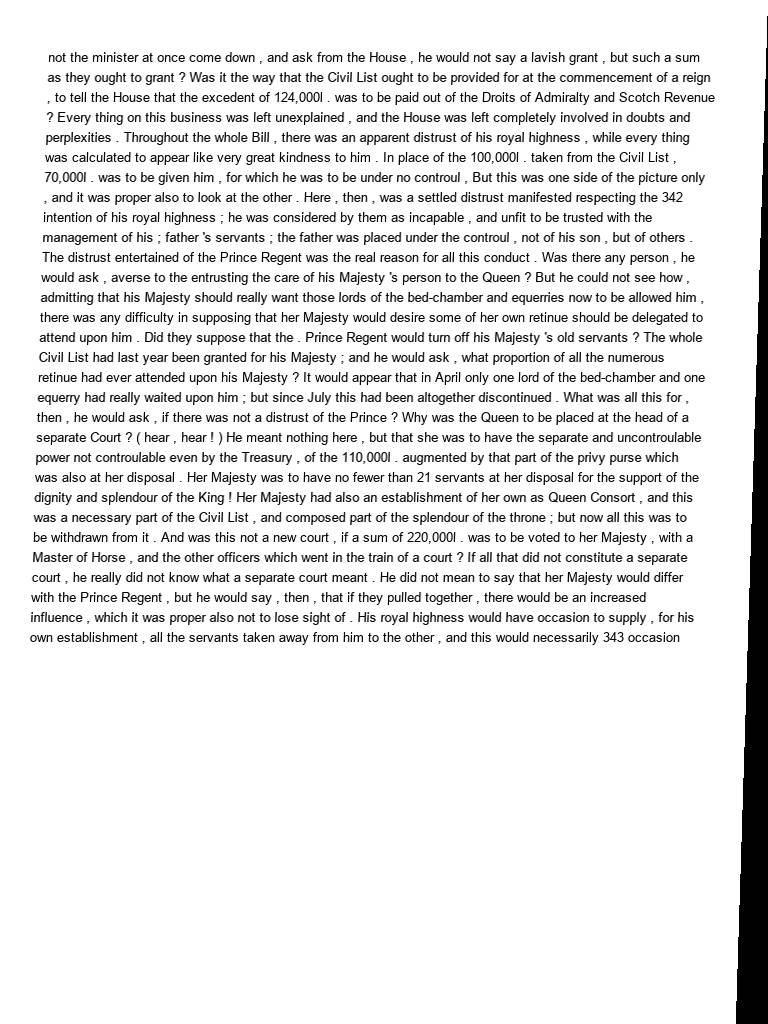 not the minister at once come down , and ask from the House , he would not say a lavish grant , but such a sum
as they ought to grant ? Was it the way that the Civil List ought to be provided for at the commencement of a reign
, to tell the House that the excedent of 124,000l . was to be paid out of the Droits of Admiralty and Scotch Revenue
? Every thing on this business was left unexplained , and the House was left completely involved in doubts and
perplexities . Throughout the whole Bill , there was an apparent distrust of his royal highness , while every thing
was calculated to appear like very great kindness to him . In place of the 100,000l . taken from the Civil List ,
70,000l . was to be given him , for which he was to be under no controul , But this was one side of the picture only
, and it was proper also to look at the other . Here , then , was a settled distrust manifested respecting the 342
intention of his royal highness ; he was considered by them as incapable , and unfit to be trusted with the
management of his ; father 's servants ; the father was placed under the controul , not of his son , but of others .
The distrust entertained of the Prince Regent was the real reason for all this conduct . Was there any person , he
would ask , averse to the entrusting the care of his Majesty 's person to the Queen ? But he could not see how ,
admitting that his Majesty should really want those lords of the bed-chamber and equerries now to be allowed him ,
there was any difficulty in supposing that her Majesty would desire some of her own retinue should be delegated to
attend upon him . Did they suppose that the . Prince Regent would turn off his Majesty 's old servants ? The whole
Civil List had last year been granted for his Majesty ; and he would ask , what proportion of all the numerous
retinue had ever attended upon his Majesty ? It would appear that in April only one lord of the bed-chamber and one
equerry had really waited upon him ; but since July this had been altogether discontinued . What was all this for ,
then , he would ask , if there was not a distrust of the Prince ? Why was the Queen to be placed at the head of a
separate Court ? ( hear , hear ! ) He meant nothing here , but that she was to have the separate and uncontroulable
power not controulable even by the Treasury , of the 110,000l . augmented by that part of the privy purse which
was also at her disposal . Her Majesty was to have no fewer than 21 servants at her disposal for the support of the
dignity and splendour of the King ! Her Majesty had also an establishment of her own as Queen Consort , and this
was a necessary part of the Civil List , and composed part of the splendour of the throne ; but now all this was to
be withdrawn from it . And was this not a new court , if a sum of 220,000l . was to be voted to her Majesty , with a
Master of Horse , and the other officers which went in the train of a court ? If all that did not constitute a separate
court , he really did not know what a separate court meant . He did not mean to say that her Majesty would differ
with the Prince Regent , but he would say , then , that if they pulled together , there would be an increased
influence , which it was proper also not to lose sight of . His royal highness would have occasion to supply , for his
own establishment , all the servants taken away from him to the other , and this would necessarily 343 occasion